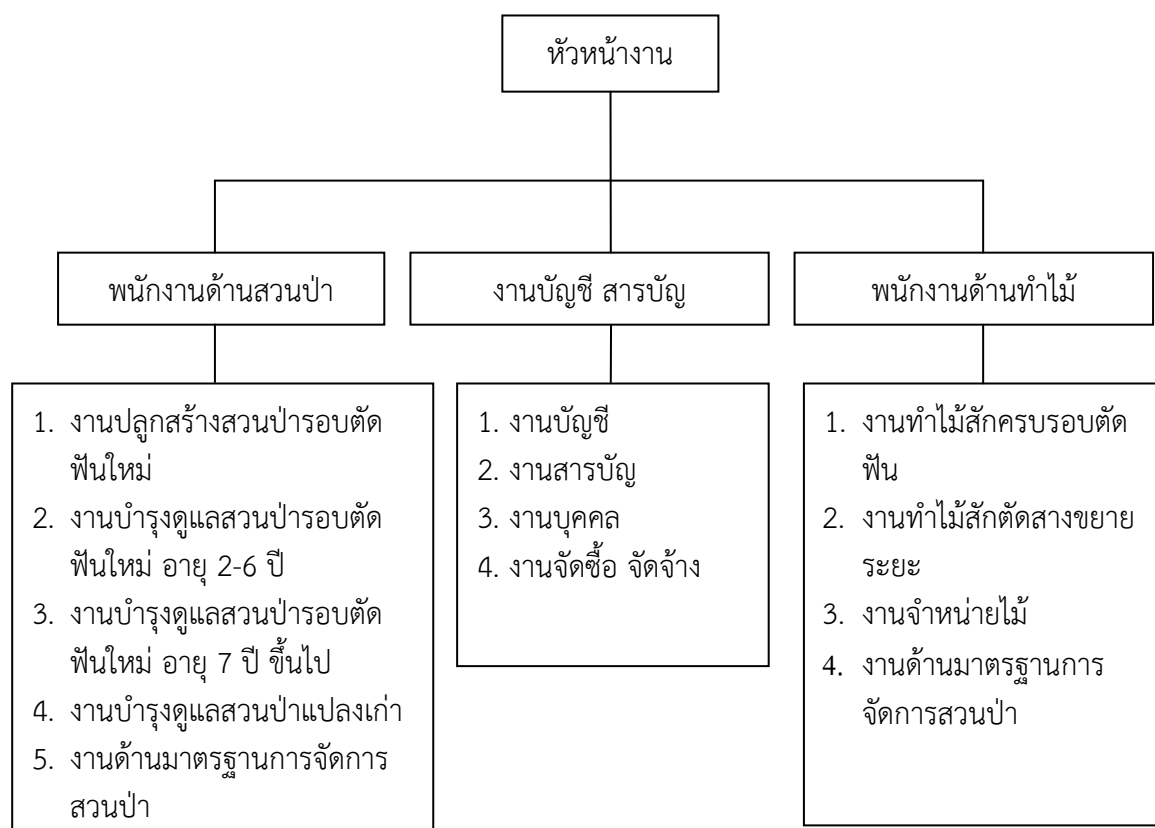 หัวหน้างาน
พนักงานด้านสวนป่า
งานบัญชี สารบัญ
พนักงานด้านทำไม้
1. งานปลูกสร้างสวนป่ารอบตัด
ฟันใหม่
2. งานบำรุงดูแลสวนป่ารอบตัด
ฟันใหม่ อายุ 2-6 ปี
3. งานบำรุงดูแลสวนป่ารอบตัด
ฟันใหม่ อายุ 7 ปี ขึ้นไป
4. งานบำรุงดูแลสวนป่าแปลงเก่า
5. งานด้านมาตรฐานการจัดการ
สวนป่า
1. งานบัญชี
2. งานสารบัญ
3. งานบุคคล
4. งานจัดซื้อ จัดจ้าง
1. งานทำไม้สักครบรอบตัด
ฟัน
2. งานทำไม้สักตัดสางขยาย
ระยะ
3. งานจำหน่ายไม้
4. งานด้านมาตรฐานการ
จัดการสวนป่า